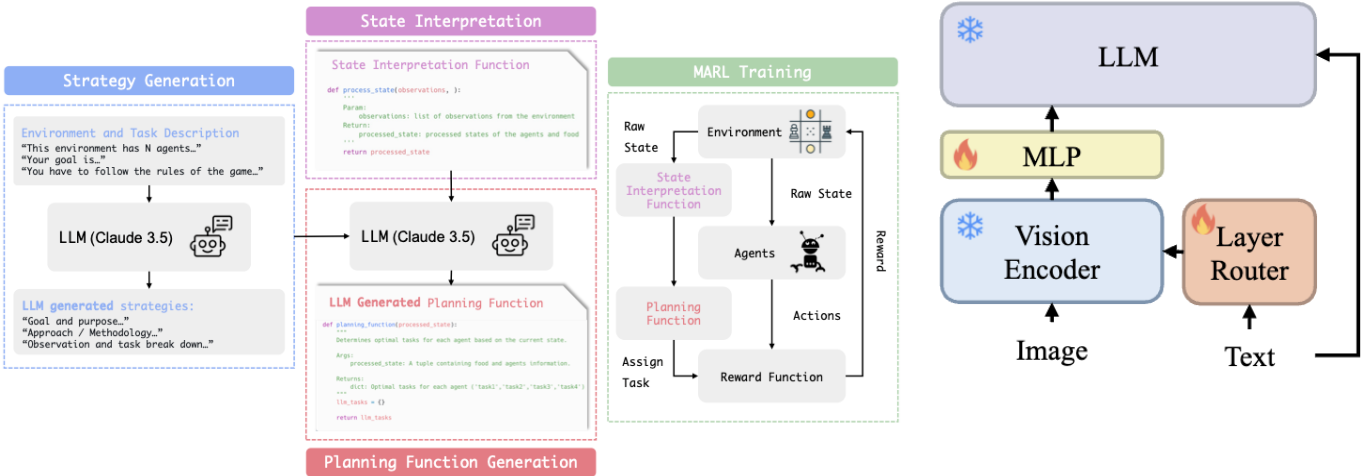 Strategy Generation
Environment and Task Description
“This environment has N agents…”
“Your goal is…”
“You have to follow the rules of the game…”
LLM (Claude 3.5)
LLM generated strategies:
“Goal and purpose…”
“Approach / Methodology…”
“Observation and task break down…”
State Interpretation
State Interpretation Function
def process_state(observations, ):
'''
Param:
observations: list of observations from the environment
Return:
processed_state: processed states of the agents and food
'''
return processed_state
LLM (Claude 3.5)
LLM Generated Planning Function
def planning_function(processed_state):
"""
Determines optimal tasks for each agent based on the current state.
Args:
processed_state: A tuple containing food and agents information.
Returns:
dict: Optimal tasks for each agent ('task1','task2','task3','task4')
"""
llm_tasks = {}
return llm_tasks
Planning Function Generation
MARL Training
Raw
State
Environment
State
Interpretation
Function
Raw State
Agents
Reward
Planning
Function
Actions
Assign
Task
Reward Function
LLM
MLP
Vision
Encoder
Layer
Router
Image
Text